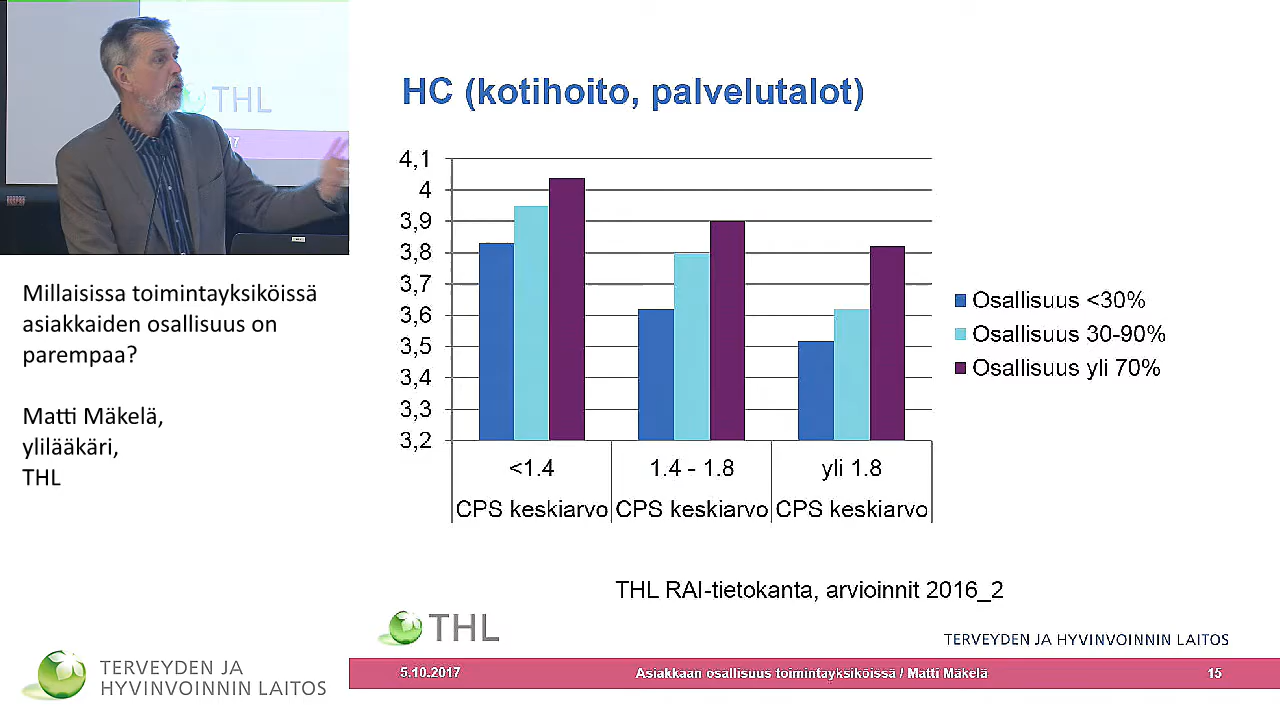 THL
17
HC (kotihoito, palvelutalot)
4,1
4
3,9
3,8
3,7
3,6
3,5
3,4
3,3
3,2
<1.4
1.4 - 1.8
yli 1.8
CPS keskiarvo
CPS keskiarvo
CPS keskiarvo
Osallisuus <30%
Osallisuus 30-90%
Osallisuus yli 70%
THL RAI-tietokanta, arvioinnit 2016_2
THL
TERVEYDEN JA HYVINVOINNIN LAITOS
5.10.2017
Asiakkaan osallisuus toimintayksiköissä / Matti Mäkelä
15
Millaisissa toimintayksiköissä
asiakkaiden osallisuus on
parempaa?
Matti Mäkelä,
ylilääkäri,
THL
TERVEYDEN JA
HYVINVOINNIN LAITOS